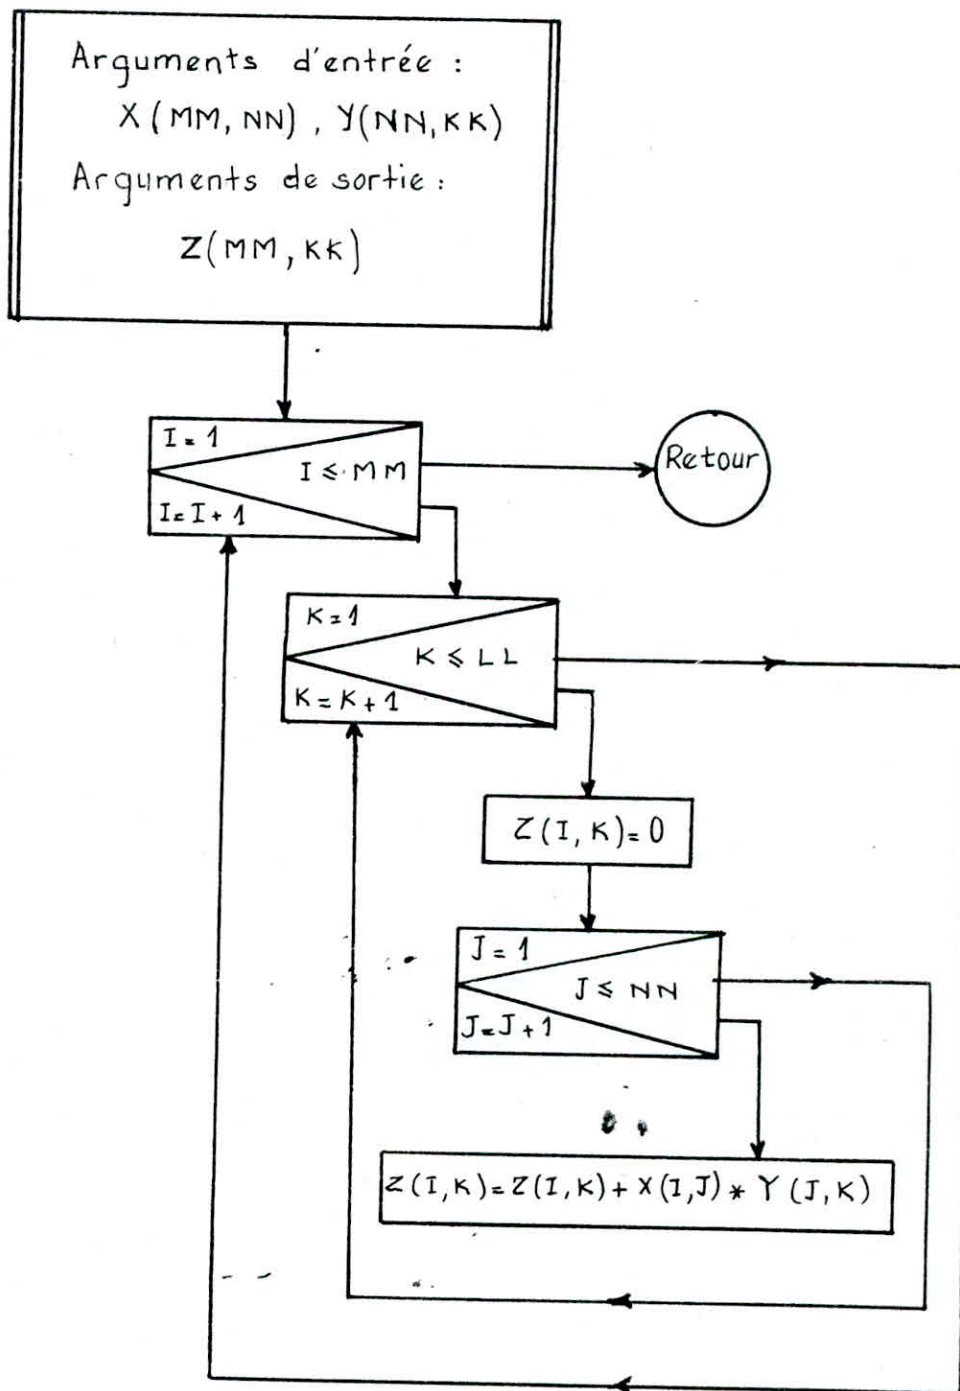 Arguments d'entrée :
X(MM, NN) , Y(NN, KK)
Arguments de sortie :
Z(MM, KK)
I = 1
I ≤ MM
I = I + 1
Retour
K = 1
K ≤ LL
K = K + 1
Z(I, K) = 0
J = 1
J ≤ NN
J = J + 1
Z(I, K) = Z(I, K) + X(I, J) * Y(J, K)